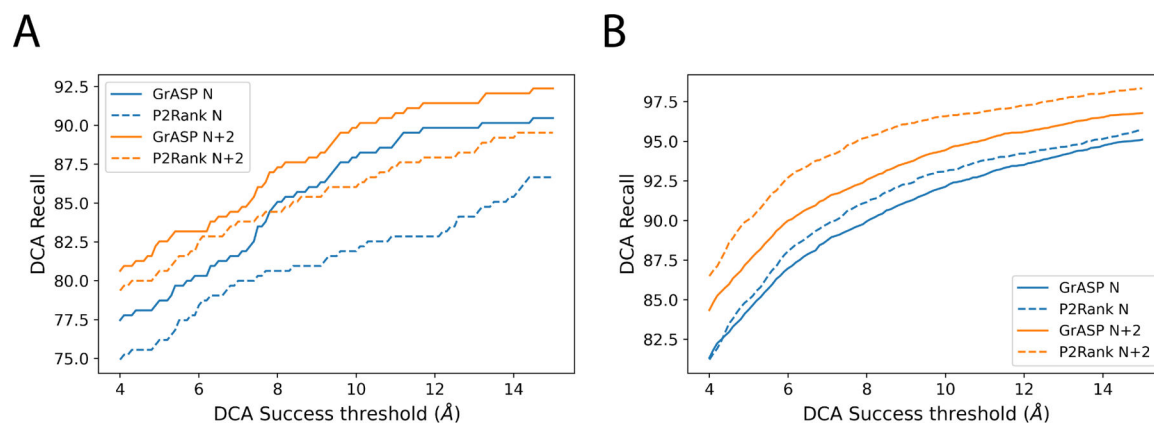 A
DCA Recall
92.5
90.0
87.5
85.0
82.5
80.0
77.5
75.0
GrASP N
P2Rank N
GrASP N+2
P2Rank N+2
4 6 8 10 12 14
DCA Success threshold (Å)
B
DCA Recall
97.5
95.0
92.5
90.0
87.5
85.0
82.5
GrASP N
P2Rank N
GrASP N+2
P2Rank N+2
4 6 8 10 12 14
DCA Success threshold (Å)